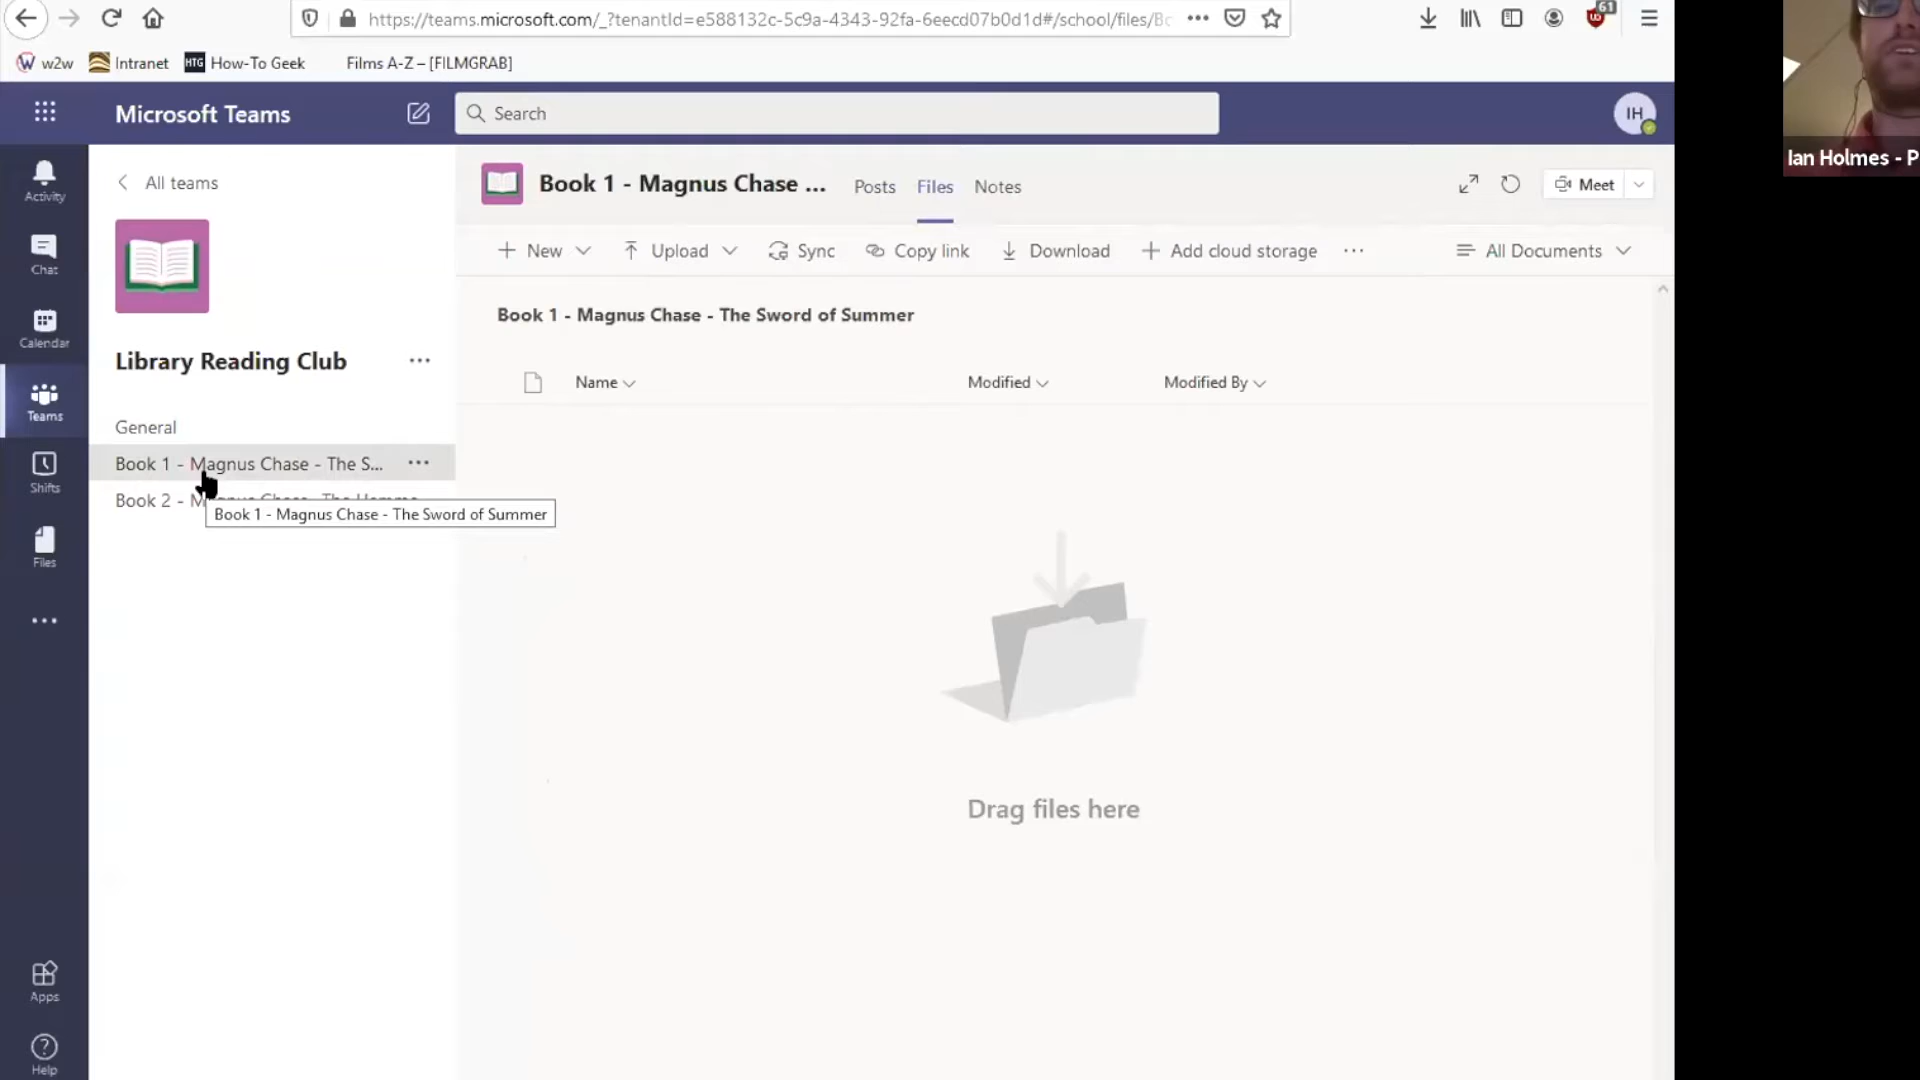 https://teams.microsoft.com/_?tenantId=e588132c-5c9a-4343-92fa-6eecd07b0d1d#/school/files/Bc
61
w2w
Intranet
HTG How-To Geek
Films A-Z – [FILMGRAB]
Microsoft Teams
Search
IH
Ian Holmes - P
Activity
Chat
Calendar
Teams
Shifts
Files
Apps
Help
All teams
Library Reading Club
General
Book 1 - Magnus Chase - The S...
Book 2 - M
Book 1 - Magnus Chase - The Sword of Summer
Book 1 - Magnus Chase ...
Posts
Files
Notes
Meet
New
Upload
Sync
Copy link
Download
Add cloud storage
All Documents
Book 1 - Magnus Chase - The Sword of Summer
Name
Modified
Modified By
Drag files here